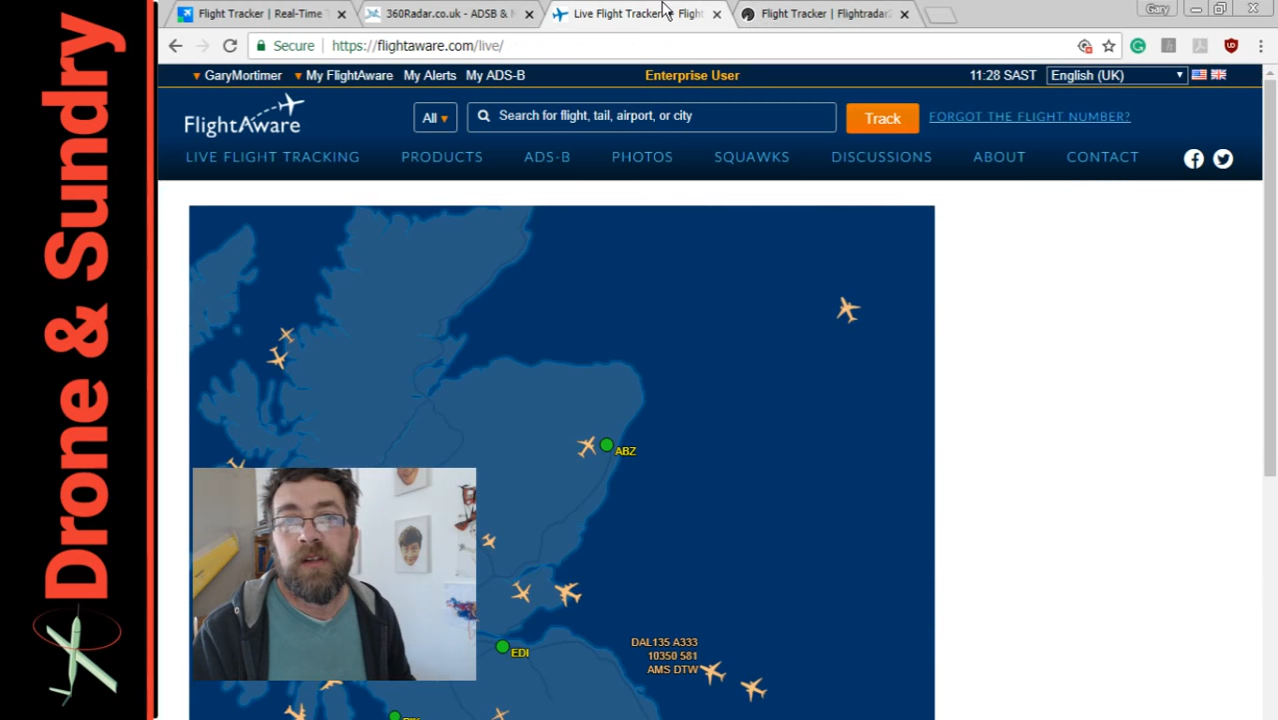 Drone & Sundry
Flight Tracker | Real-Time
360Radar.co.uk - ADSB &
Live Flight Tracker
Flight
Flight Tracker | Flightradar
Gary
Secure
https://flightaware.com/live/
GaryMortimer
My FlightAware
My Alerts
My ADS-B
Enterprise User
11:28 SAST
English (UK)
FlightAware
All
Search for flight, tail, airport, or city
Track
FORGOT THE FLIGHT NUMBER?
LIVE FLIGHT TRACKING
PRODUCTS
ADS-B
PHOTOS
SQUAWKS
DISCUSSIONS
ABOUT
CONTACT
ABZ
EDI
DAL135 A333
10350 581
AMS DTW